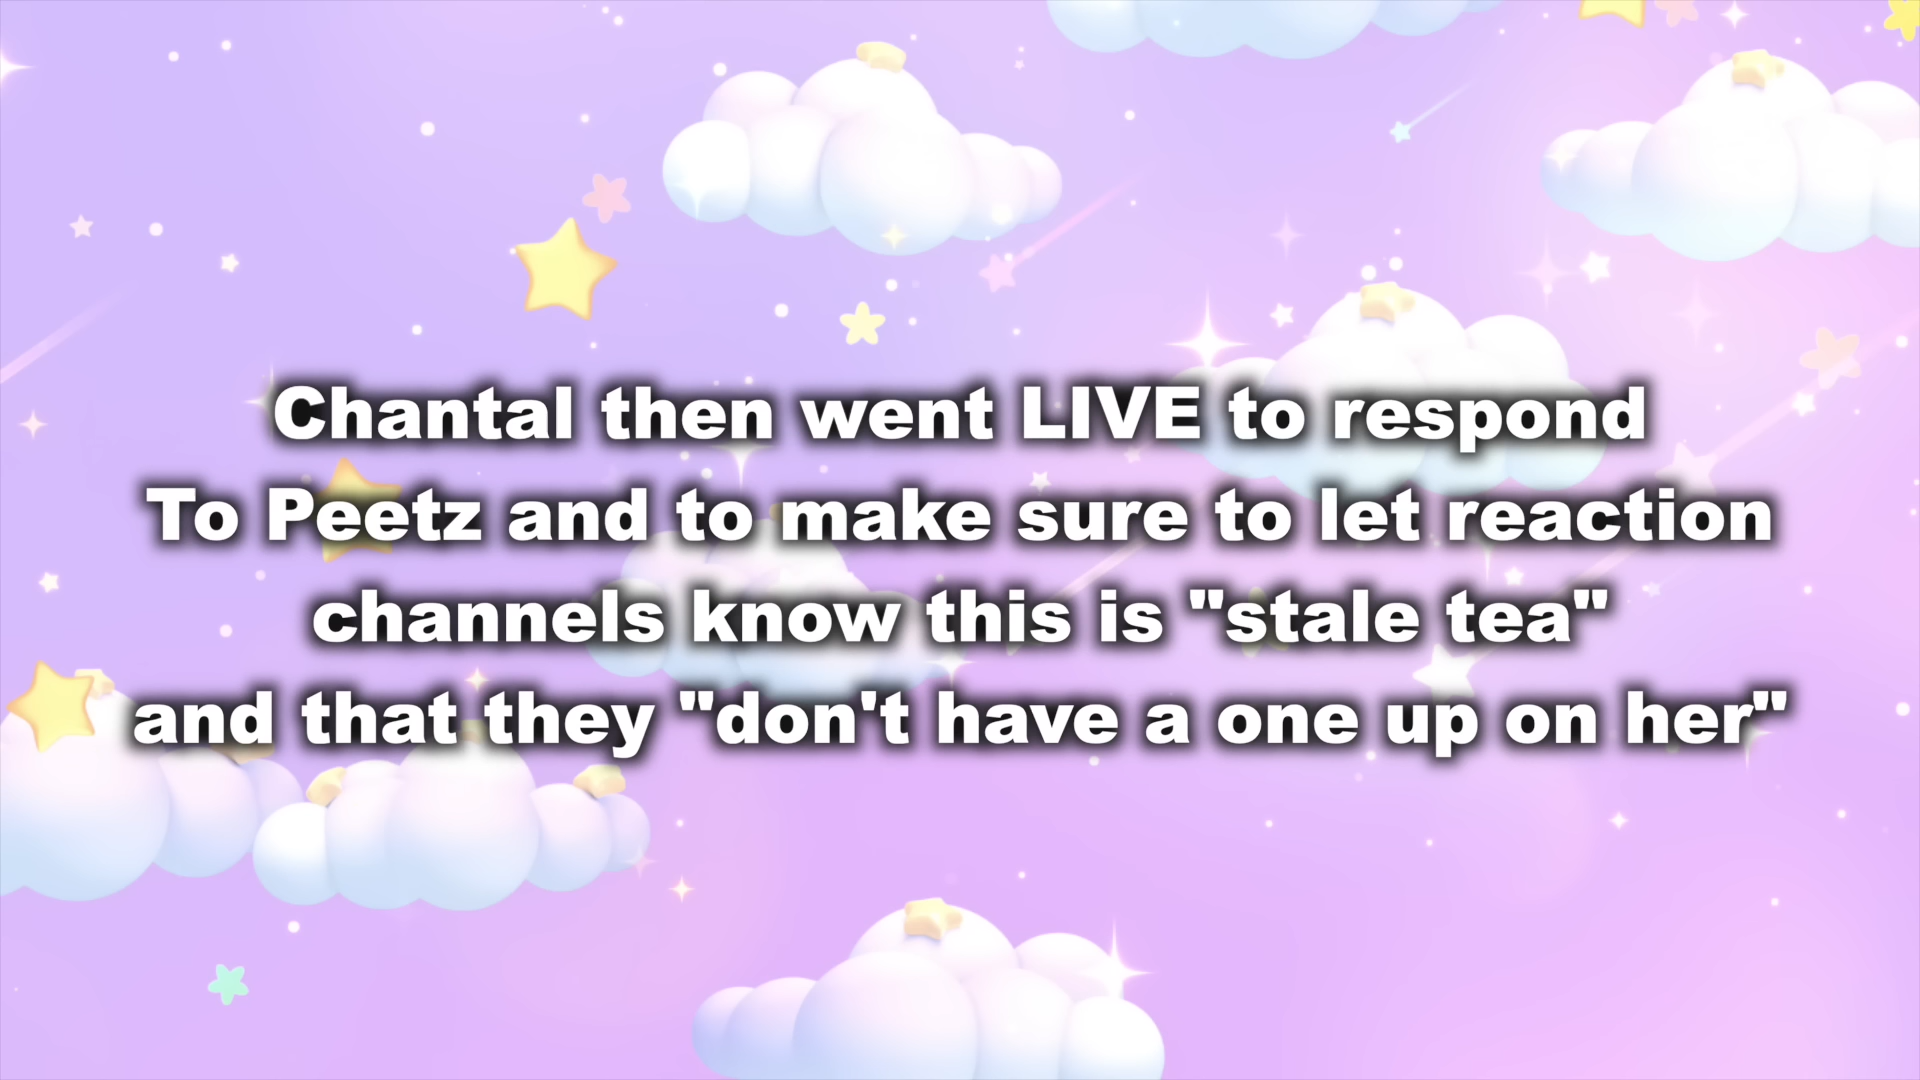 Chantal then went LIVE to respond
To Peetz and to make sure to let reaction
channels know this is "stale tea"
and that they "don't have a one up on her"